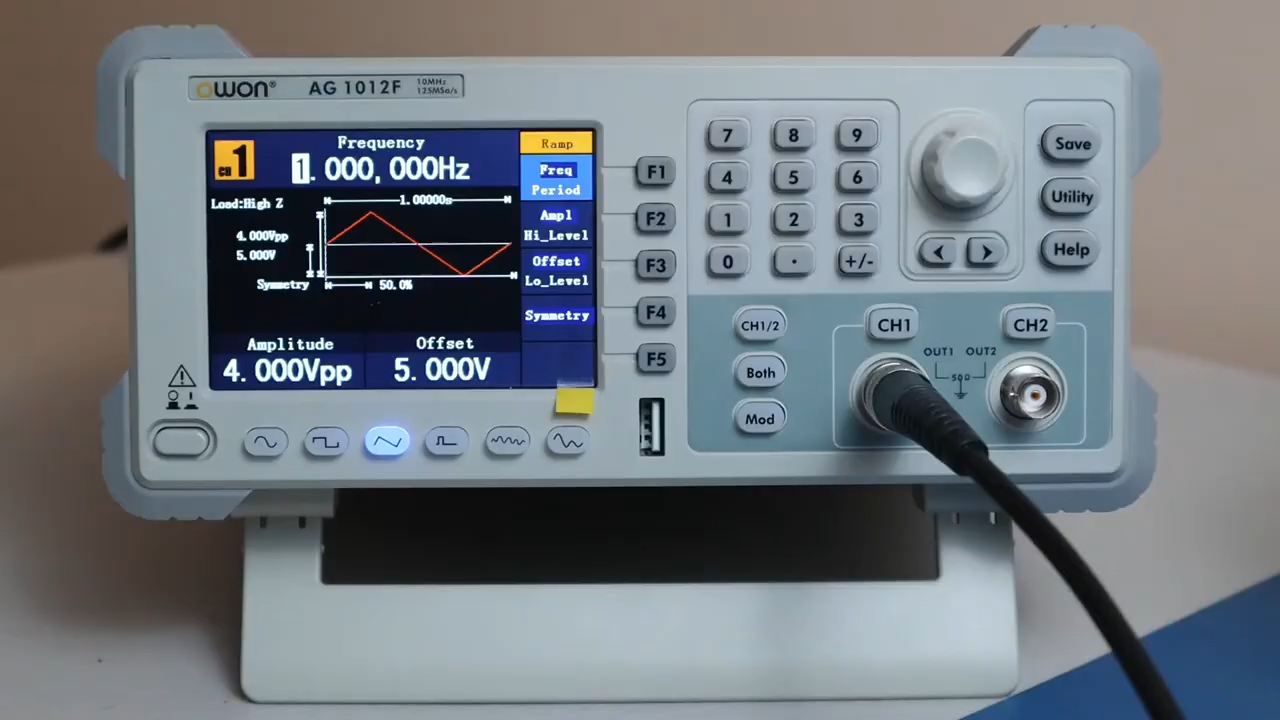 OWON® AG 1012F 10MHz 125MSa/s
CH 1
Frequency
1.000,000Hz
Load:High Z
1.00000s
4.000Vpp
5.000V
Symmetry 50.0%
Amplitude
4.000Vpp
Offset
5.000V
Ramp
Freq
Period
Ampl
Hi_Level
Offset
Lo_Level
Symmetry
F1
F2
F3
F4
F5
7 8 9
4 5 6
1 2 3
0 . +/-
Save
Utility
Help
CH1/2
Both
Mod
CH1
CH2
OUT1 OUT2
50Ω